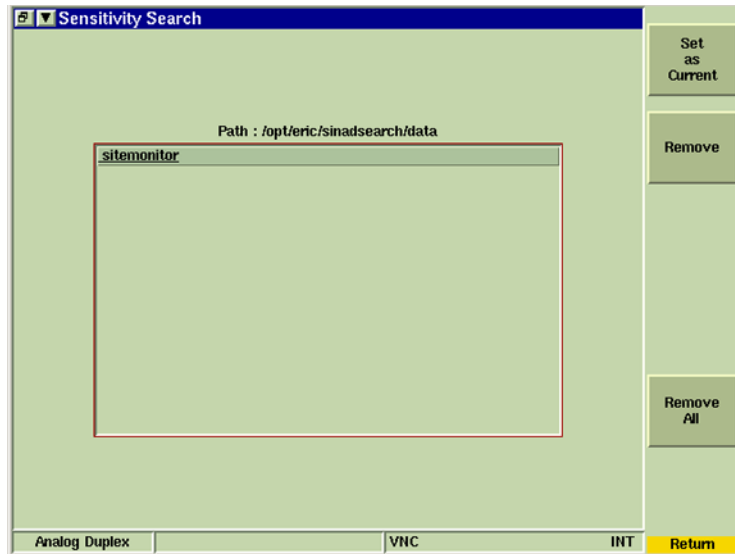 Sensitivity Search
Set
as
Current
Path : /opt/eric/sinadsearch/data
Remove
sitemonitor
Remove
All
Analog Duplex
VNC
INT
Return